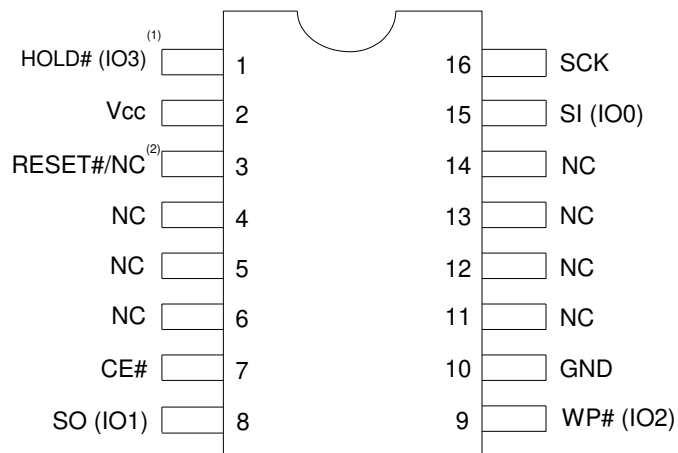 HOLD# (IO3)(1) 1 16 SCK
Vcc 2 15 SI (IO0)
RESET#/NC(2) 3 14 NC
NC 4 13 NC
NC 5 12 NC
NC 6 11 NC
CE# 7 10 GND
SO (IO1) 8 9 WP# (IO2)